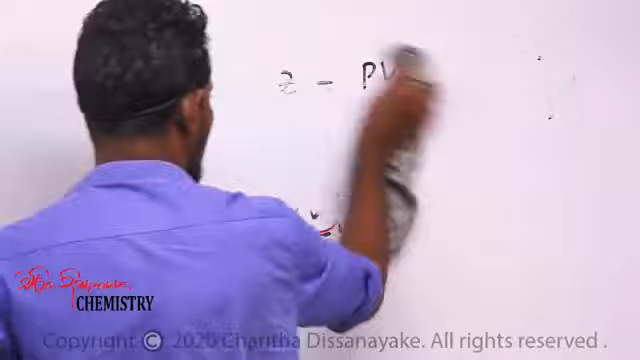 z - PV
CHEMISTRY
Copyright © 2020 Charitha Dissanayake. All rights reserved .